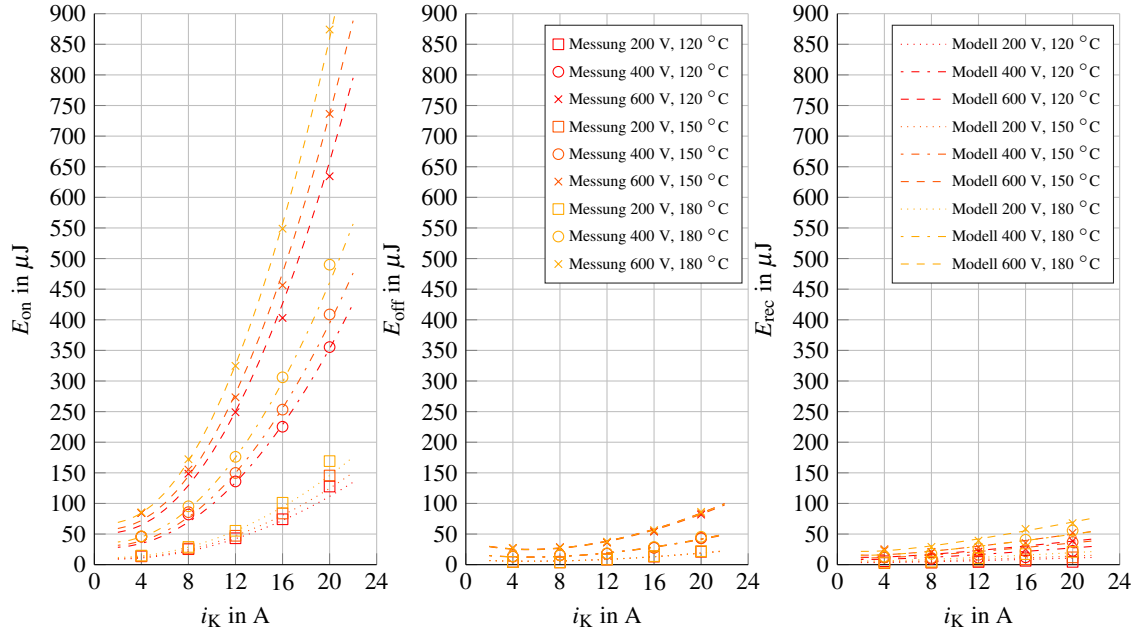 900
850
800
750
700
650
600
550
500
450
400
350
300
250
200
150
100
50
0
0 4 8 12 16 20 24
E_on in µJ
i_K in A
900
850
800
750
700
650
600
550
500
450
400
350
300
250
200
150
100
50
0
0 4 8 12 16 20 24
E_off in µJ
i_K in A
Messung 200 V, 120 °C
Messung 400 V, 120 °C
Messung 600 V, 120 °C
Messung 200 V, 150 °C
Messung 400 V, 150 °C
Messung 600 V, 150 °C
Messung 200 V, 180 °C
Messung 400 V, 180 °C
Messung 600 V, 180 °C
900
850
800
750
700
650
600
550
500
450
400
350
300
250
200
150
100
50
0
0 4 8 12 16 20 24
E_rec in µJ
i_K in A
Modell 200 V, 120 °C
Modell 400 V, 120 °C
Modell 600 V, 120 °C
Modell 200 V, 150 °C
Modell 400 V, 150 °C
Modell 600 V, 150 °C
Modell 200 V, 180 °C
Modell 400 V, 180 °C
Modell 600 V, 180 °C